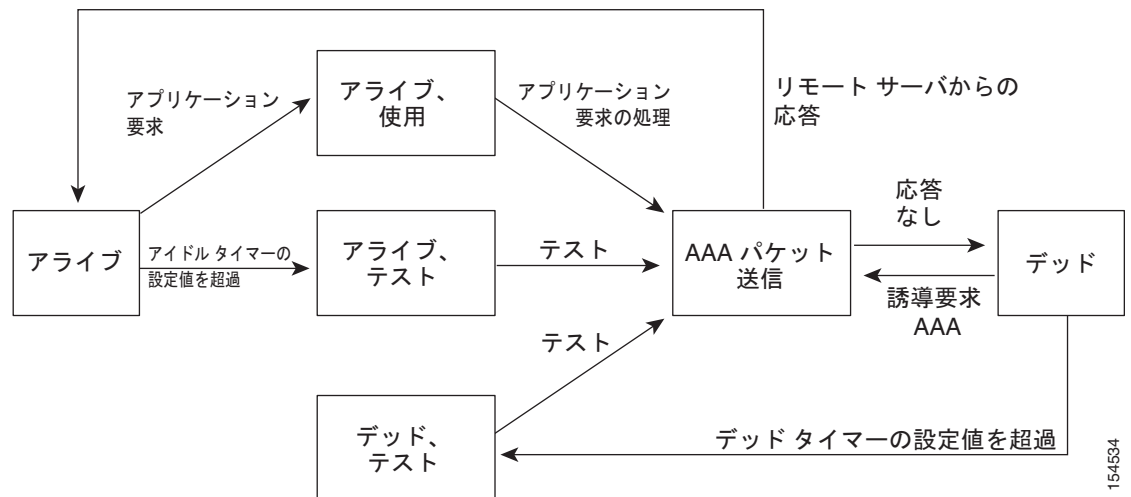 アプリケーション
要求
アライブ、
使用
アプリケーション
要求の処理
リモート サーバからの
応答
アライブ
アイドル タイマーの
設定値を超過
アライブ、
テスト
テスト
AAA パケット
送信
応答
なし
誘導要求
AAA
デッド
テスト
デッド、
テスト
デッド タイマーの設定値を超過
154534